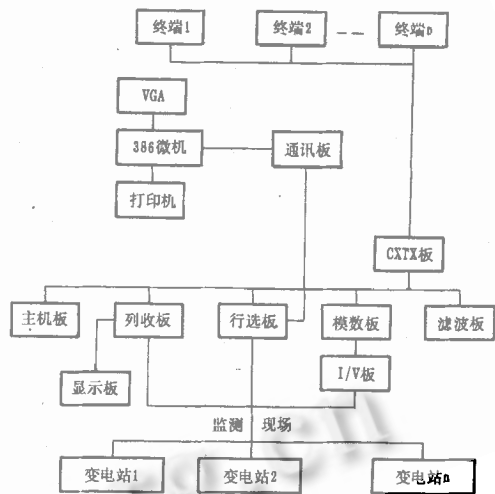 终端1 终端2 终端n
VGA
386微机 通讯板
打印机
CXTX板
主机板 列收板 行选板 模数板 滤波板
显示板 I/V板
监测 现场
变电站1 变电站2 变电站n